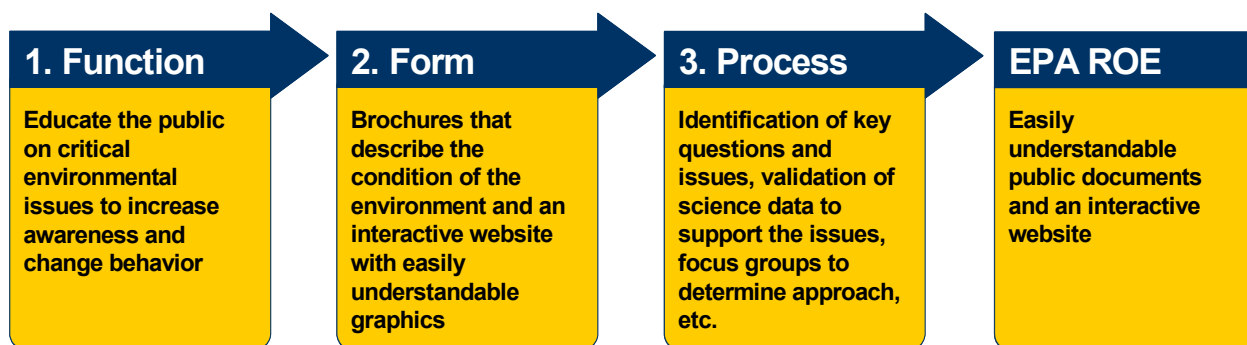 1. Function
Educate the public
on critical
environmental
issues to increase
awareness and
change behavior
2. Form
Brochures that
describe the
condition of the
environment and an
interactive website
with easily
understandable
graphics
3. Process
Identification of key
questions and
issues, validation of
science data to
support the issues,
focus groups to
determine approach,
etc.
EPA ROE
Easily
understandable
public documents
and an interactive
website